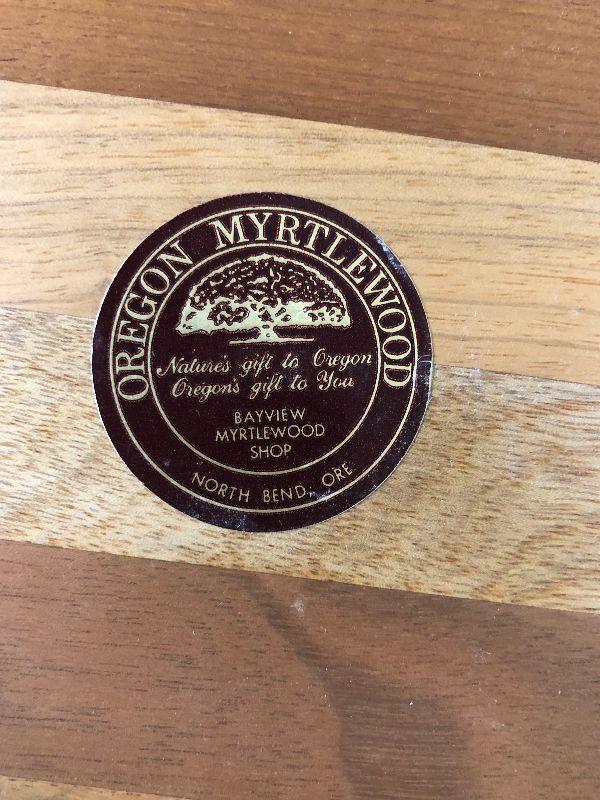 OREGON MYRTLEWOOD
Nature's gift to Oregon
Oregon's gift to You
BAYVIEW
MYRTLEWOOD
SHOP
NORTH BEND, ORE